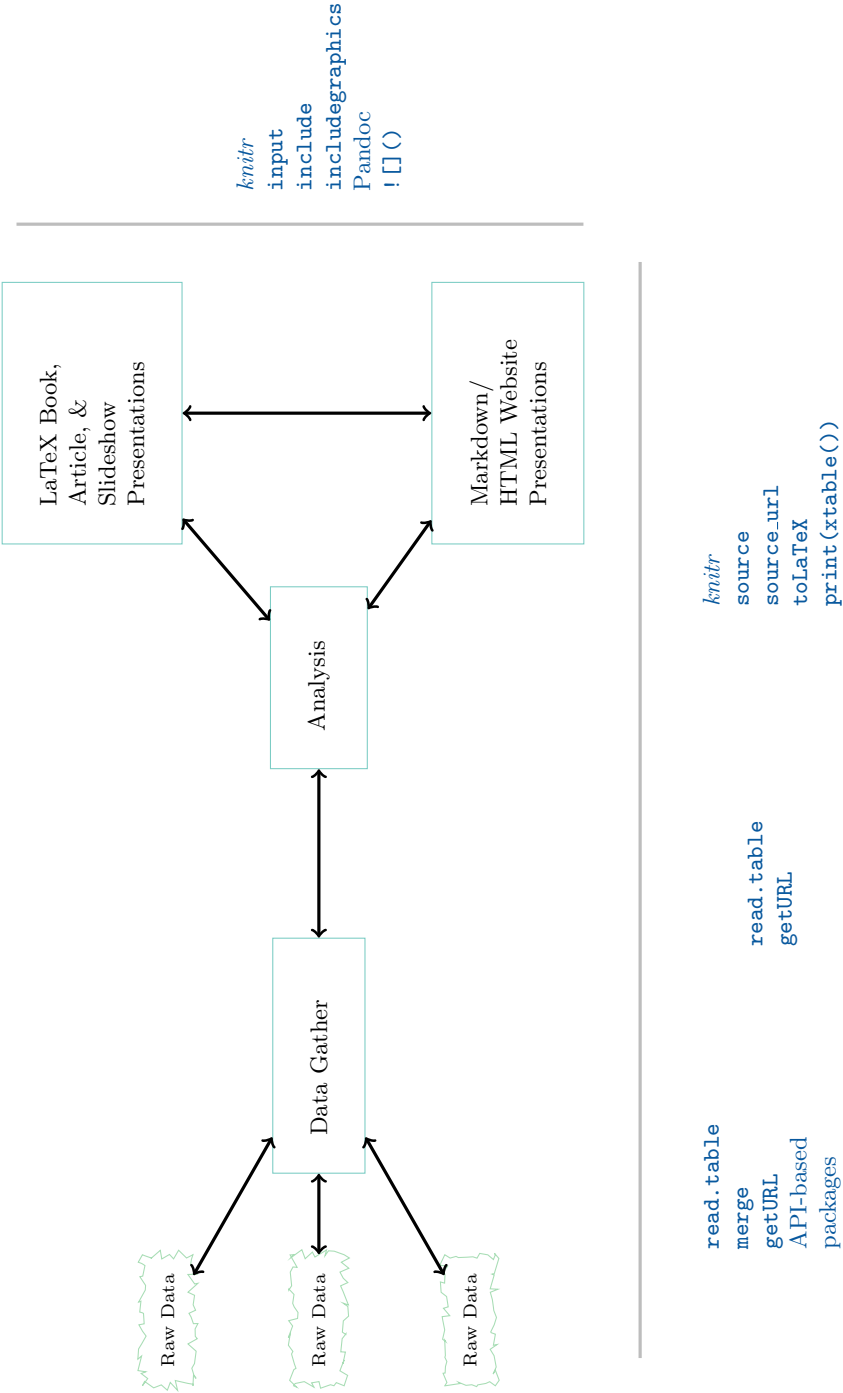 Raw Data
Raw Data
Raw Data
Data Gather
Analysis
LaTeX Book,
Article, &
Slideshow
Presentations
Markdown/
HTML Website
Presentations
knitr
input
include
includegraphics
Pandoc
![]()
read.table
merge
getURL
API-based
packages
read.table
getURL
knitr
source
source_url
toLaTeX
print(xtable())